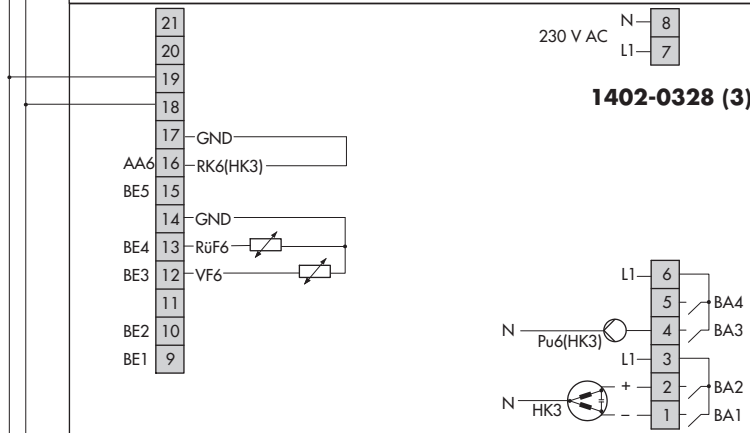 21
20
19
18
17 GND
AA6 16 RK6(HK3)
BE5 15
14 GND
BE4 13 RüF6
BE3 12 VF6
11
BE2 10
BE1 9
N 8
230 V AC
L1 7
1402-0328 (3)
L1 6
5 BA4
N Pu6(HK3) 4 BA3
L1 3
+ 2 BA2
N HK3
– 1 BA1